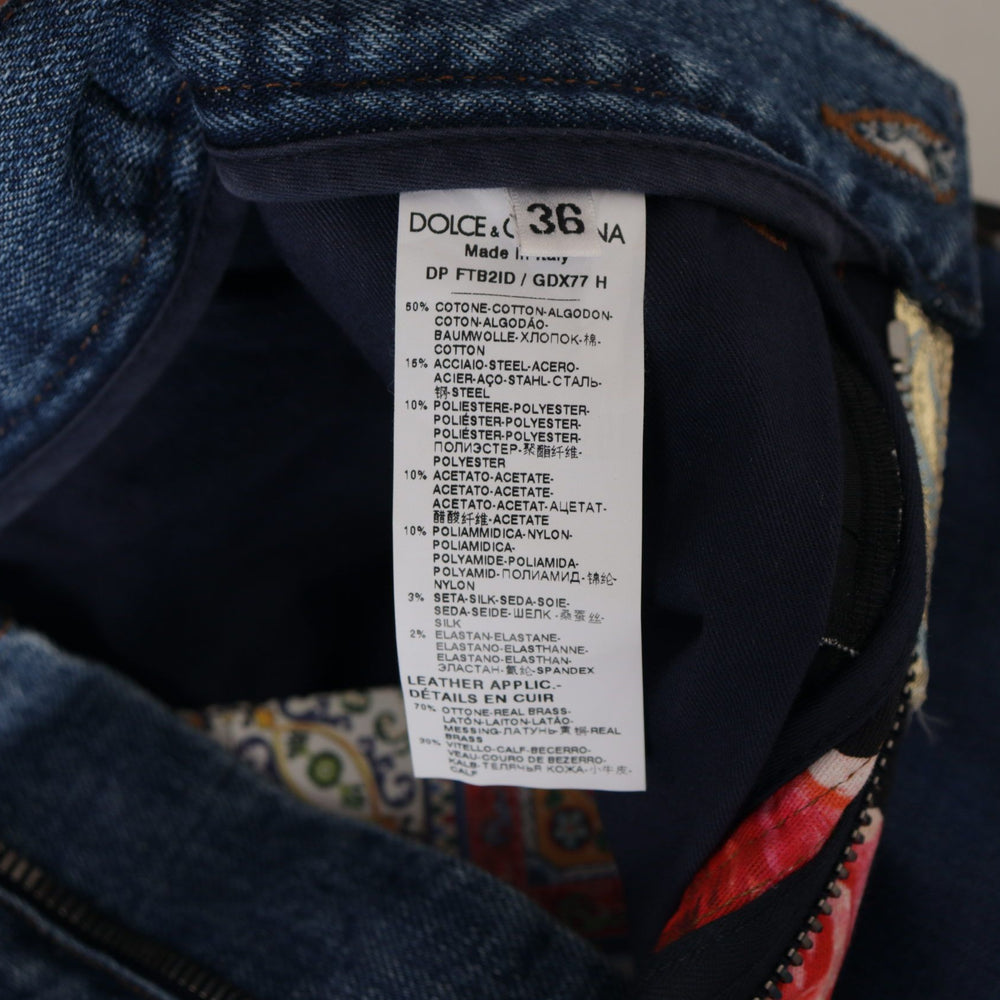 DOLCE & G NA
36
Made in Italy
DP FTB2ID / GDX77 H
50% COTONE-COTTON-ALGODON-
COTON-ALGODÃO-
BAUMWOLLE-ХЛОПОК-棉-
COTTON
15% ACCIAIO-STEEL-ACERO-
ACIER-AÇO-STAHL-СТАЛЬ-
钢-STEEL
10% POLIESTERE-POLYESTER-
POLIÉSTER-POLYESTER-
POLIÉSTER-POLYESTER-
ПОЛИЭСТЕР-聚酯纤维-
POLYESTER
10% ACETATO-ACETATE-
ACETATO-ACETATE-
ACETATO-ACETAT-АЦЕТАТ-
醋酸纤维-ACETATE
10% POLIAMMIDICA-NYLON-
POLIAMIDICA-
POLYAMIDE-POLIAMIDA-
POLYAMID-ПОЛИАМИД-锦纶-
NYLON
3% SETA-SILK-SEDA-SOIE-
SEDA-SEIDE-ШЕЛК -桑蚕丝-
SILK
2% ELASTAN-ELASTANE-
ELASTANO-ELASTHANNE-
ELASTANO-ELASTHAN-
ЭЛАСТАН-氨纶-SPANDEX
LEATHER APPLIC.-
DÉTAILS EN CUIR
70% OTTONE-REAL BRASS-
LATÓN-LAITON-LATÃO-
MESSING-ЛАТУНЬ-黄铜-REAL
BRASS
30% VITELLO-CALF-BECERRO-
VEAU-COURO DE BEZERRO-
KALB-ТЕЛЯЧЬЯ КОЖА-小牛皮-
CALF